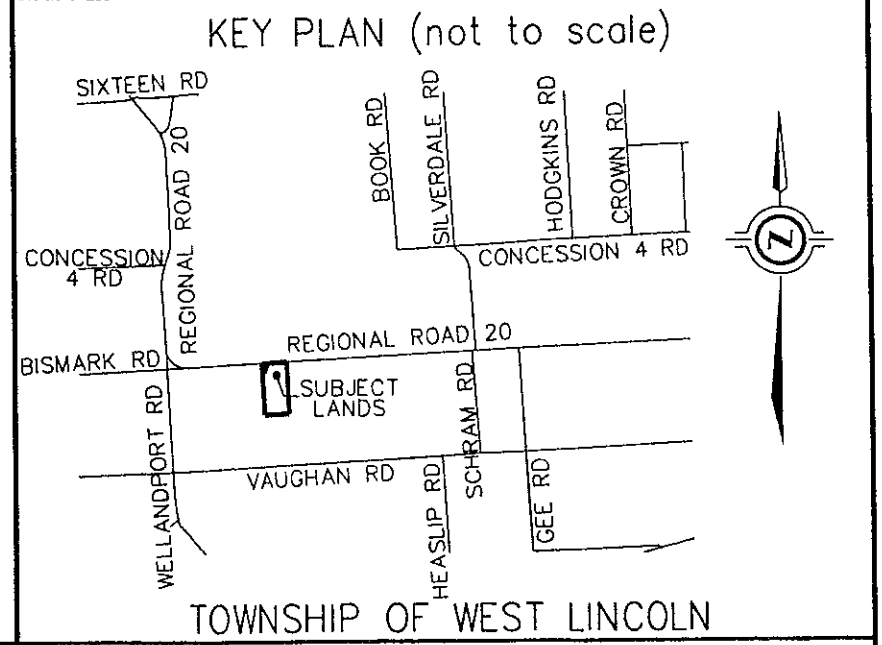 KEY PLAN (not to scale)
SIXTEEN RD
REGIONAL ROAD 20
BOOK RD
SILVERDALE RD
HODGKINS RD
CROWN RD
CONCESSION
4 RD
CONCESSION 4 RD
N
REGIONAL ROAD 20
BISMARK RD
SUBJECT
LANDS
WELLANDPORT RD
SCHRAM RD
VAUGHAN RD
HEASLIP RD
GEE RD
TOWNSHIP OF WEST LINCOLN